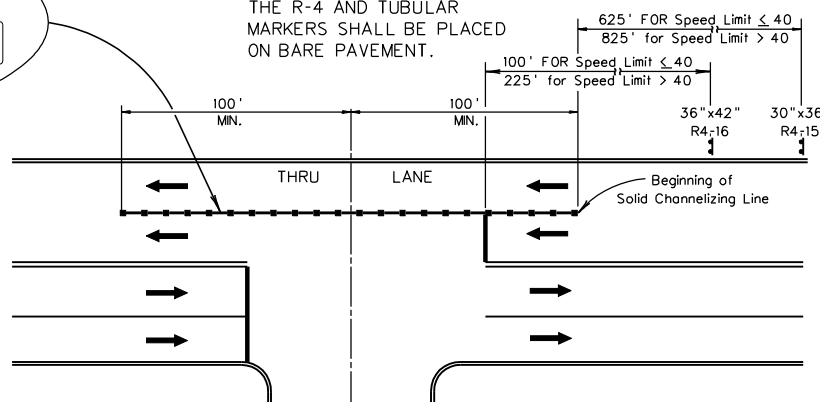 THE R-4 AND TUBULAR
MARKERS SHALL BE PLACED
ON BARE PAVEMENT.
625' FOR Speed Limit ≤ 40
825' for Speed Limit > 40
100' FOR Speed Limit ≤ 40
225' for Speed Limit > 40
100'
MIN.
100'
MIN.
36"x42"
R4-16
30"x36
R4-15
THRU LANE
Beginning of
Solid Channelizing Line